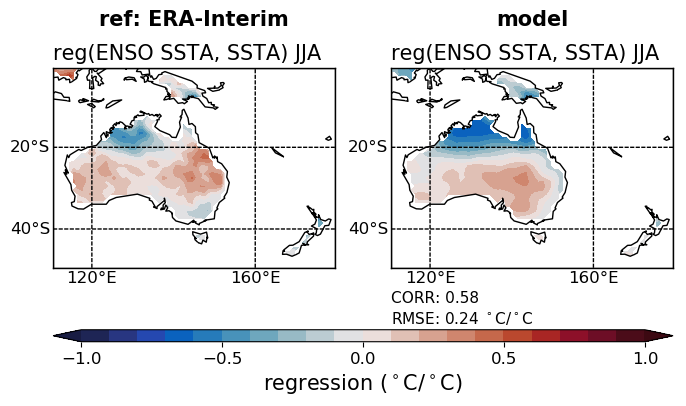 ref: ERA-Interim
model
reg(ENSO SSTA, SSTA) JJA
reg(ENSO SSTA, SSTA) JJA
20°S
20°S
40°S
40°S
120°E
160°E
120°E
160°E
CORR: 0.58
RMSE: 0.24 °C/°C
−1.0
−0.5
0.0
0.5
1.0
regression (°C/°C)